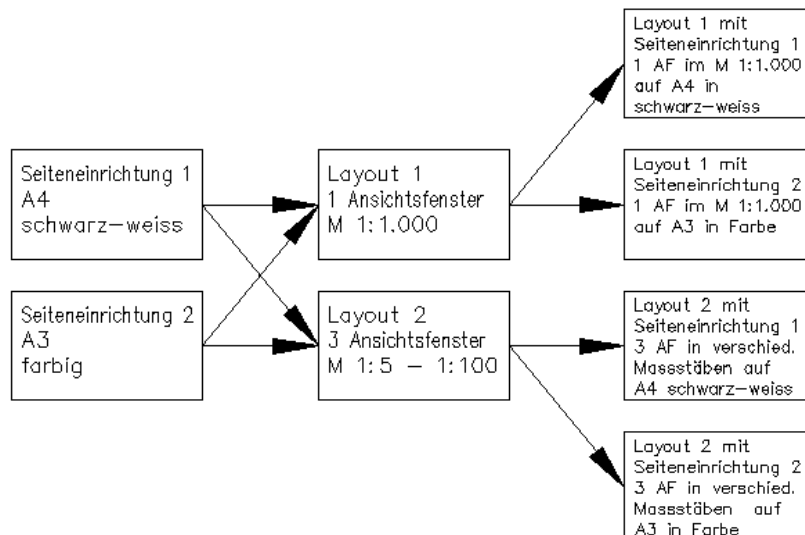 Seiteneinrichtung 1
A4
schwarz-weiss
Seiteneinrichtung 2
A3
farbig
Layout 1
1 Ansichtsfenster
M 1:1.000
Layout 2
3 Ansichtsfenster
M 1:5 - 1:100
Layout 1 mit
Seiteneinrichtung 1
1 AF im M 1:1.000
auf A4 in
schwarz-weiss
Layout 1 mit
Seiteneinrichtung 2
1 AF im M 1:1.000
auf A3 in Farbe
Layout 2 mit
Seiteneinrichtung 1
3 AF in verschied.
Massstäben auf
A4 schwarz-weiss
Layout 2 mit
Seiteneinrichtung 2
3 AF in verschied.
Massstäben auf
A3 in Farbe